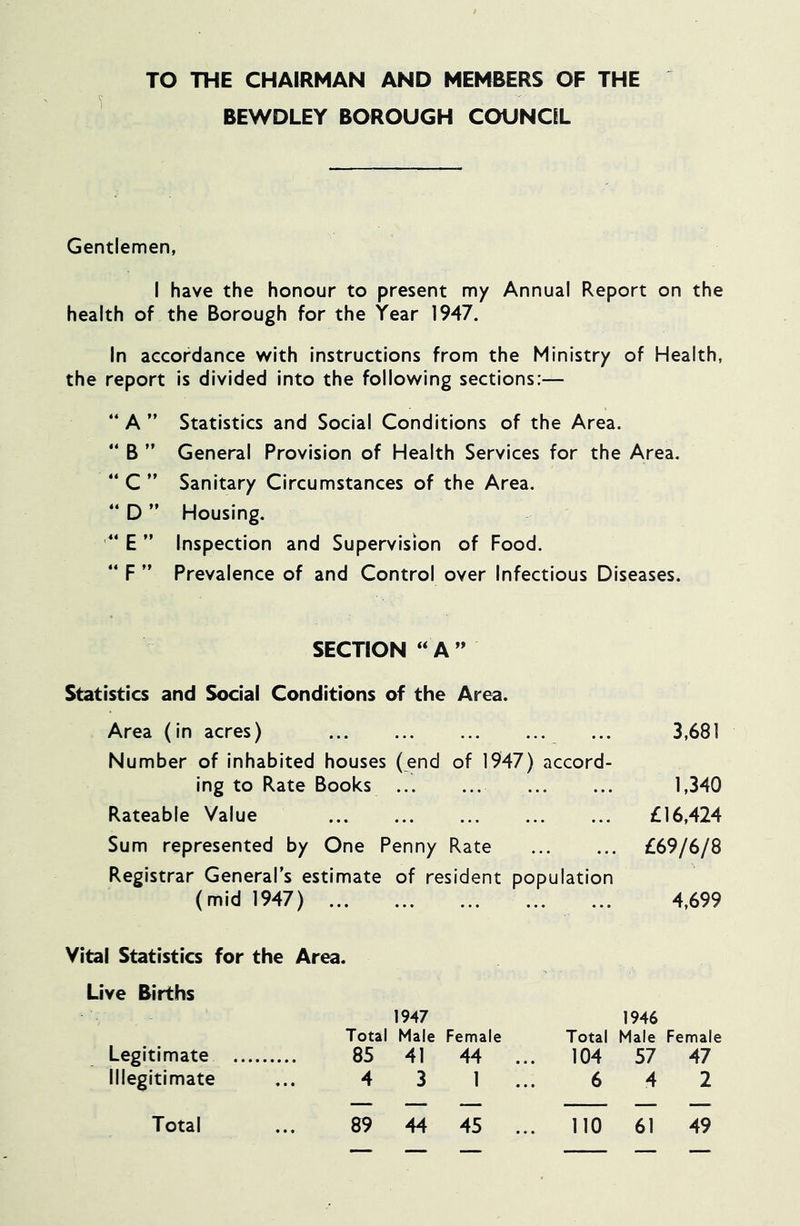 TO THE CHAIRMAN AND MEMBERS OF THE
BEWDLEY BOROUGH COUNCIL
Gentlemen,
I have the honour to present my Annual Report on the
health of the Borough for the Year 1947.
In accordance with instructions from the Ministry of Health,
the report is divided into the following sections:—
“ A ” Statistics and Social Conditions of the Area.
“ B ” General Provision of Health Services for the Area.
“ C ” Sanitary Circumstances of the Area.
“ D ” Housing.
“ E ” Inspection and Supervision of Food.
“ F ” Prevalence of and Control over Infectious Diseases.
SECTION “ A ”
Statistics and Social Conditions of the Area.
Area (in acres) ... ... ... ... ... 3,681
Number of inhabited houses (end of 1947) accord-
ing to Rate Books ... ... ... ... 1,340
Rateable Value ... ... ... ... ... £16,424
Sum represented by One Penny Rate ... ... £69/6/8
Registrar General’s estimate of resident population
(mid 1947) ... ... ... ... ... 4,699
Vital Statistics for the Area.
Live Births
1947 1946
Total Male Female Total Male Female
Legitimate ......... 85 41 44 ... 104 57 47
Illegitimate ... 4 3 1 ... 6 4 2
Total ... 89 44 45 ... 110 61 49